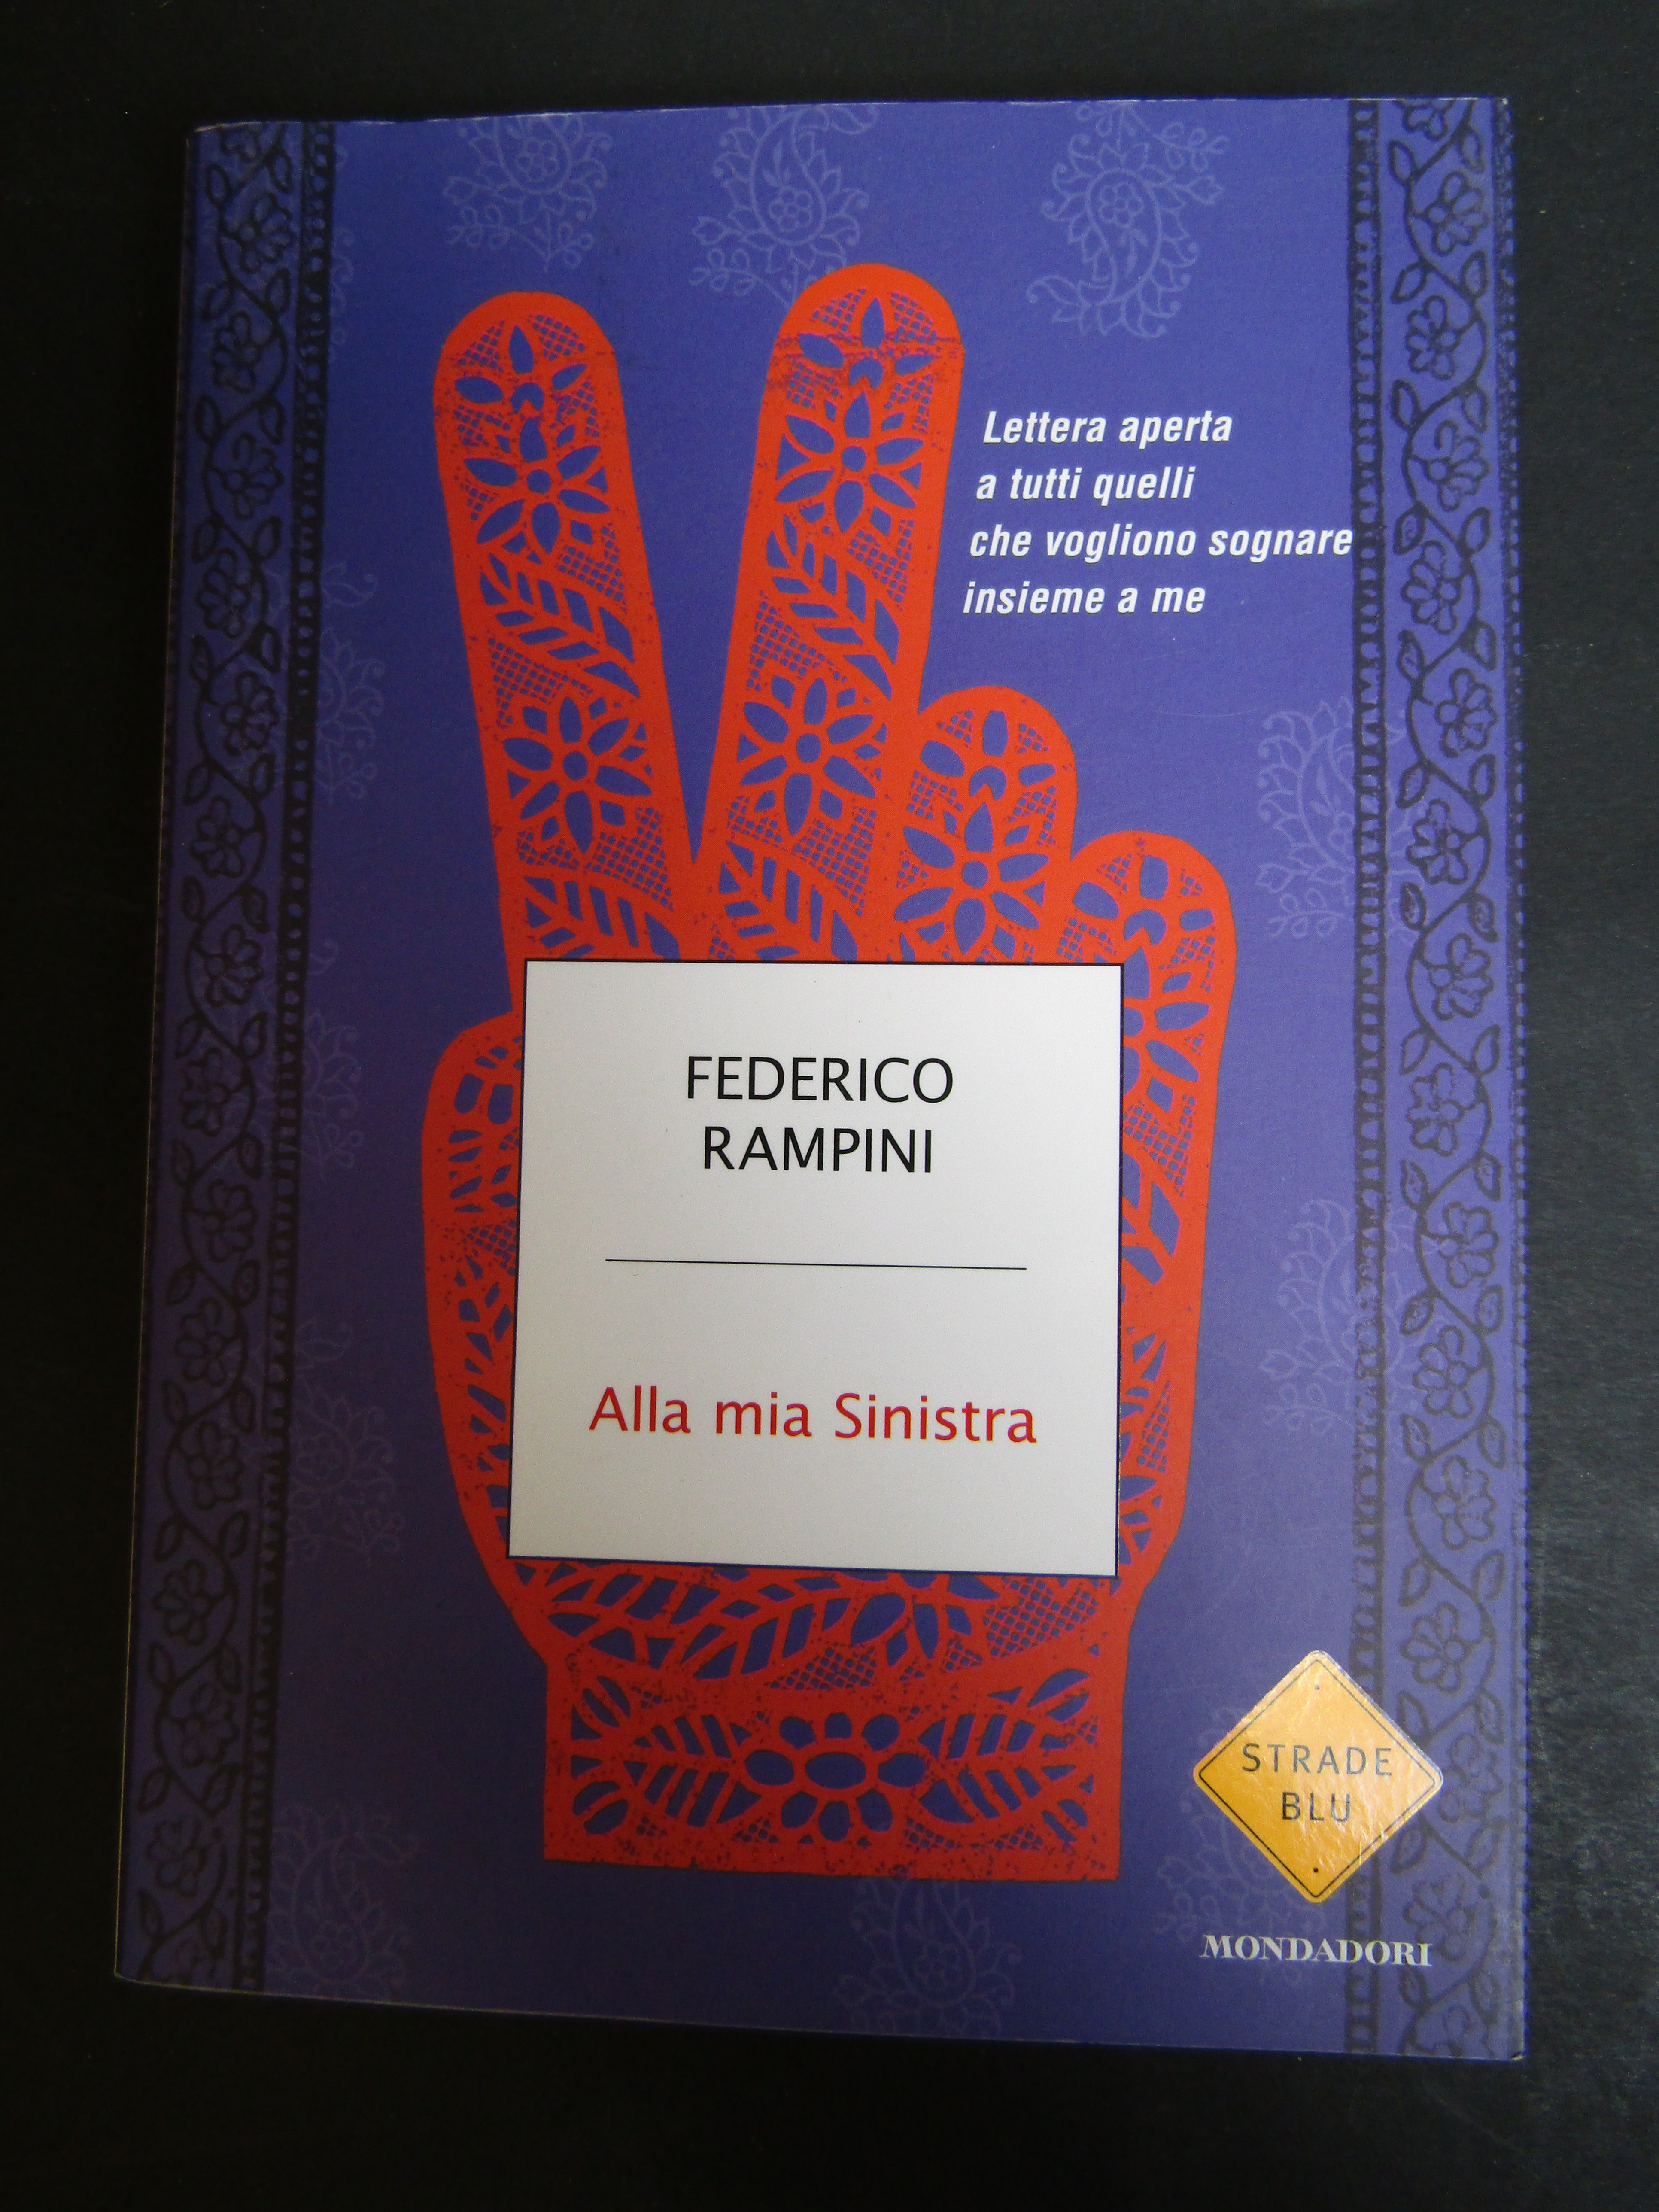 Lettera aperta
a tutti quelli
che vogliono sognare
insieme a me
FEDERICO
RAMPINI
Alla mia Sinistra
STRADE
BLU
MONDADORI